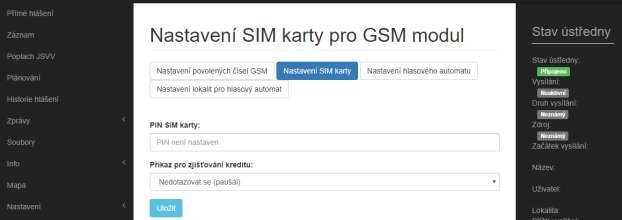 Přímé hlášení
Záznam
Poplach JSVV
Plánování
Historie hlášení
Zprávy
Soubory
Info
Mapa
Nastavení
Nastavení SIM karty pro GSM modul
Nastavení povolených čísel GSM
Nastavení SIM karty
Nastavení hlasového automatu
Nastavení lokalit pro hlasový automat
PIN SIM karty:
PIN není nastaven
Příkaz pro zjišťování kreditu:
Nedotazovat se (paušál)
Uložit
Stav ústředny
Stav ústředny:
Připojeno
Vysílání:
Neaktivní
Druh vysílání:
Neznámý
Zdroj:
Neznámý
Začátek vysílání:
Název:
Uživatel:
Lokalita: